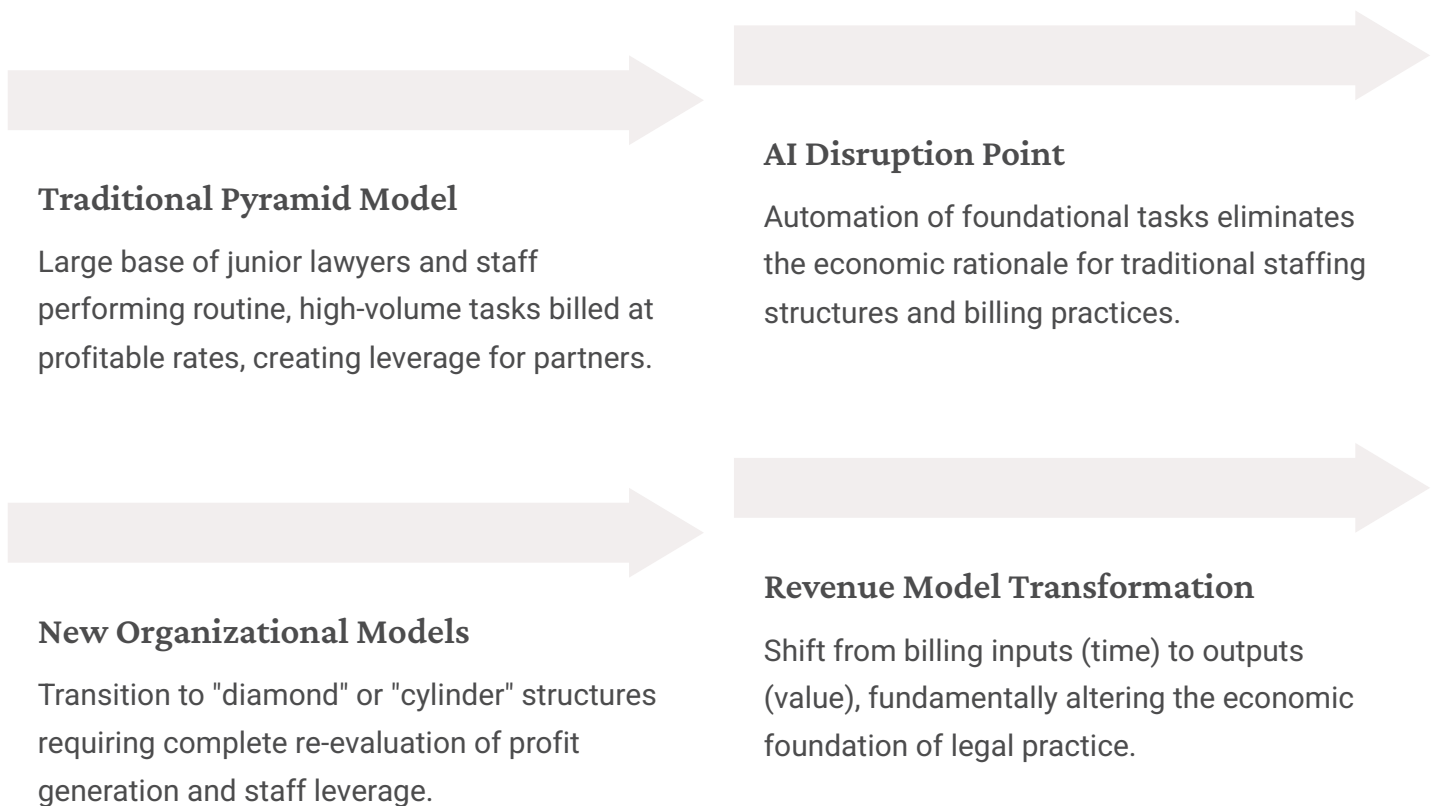 Traditional Pyramid Model
Large base of junior lawyers and staff
performing routine, high-volume tasks billed at
profitable rates, creating leverage for partners.
AI Disruption Point
Automation of foundational tasks eliminates
the economic rationale for traditional staffing
structures and billing practices.
New Organizational Models
Transition to "diamond" or "cylinder" structures
requiring complete re-evaluation of profit
generation and staff leverage.
Revenue Model Transformation
Shift from billing inputs (time) to outputs
(value), fundamentally altering the economic
foundation of legal practice.